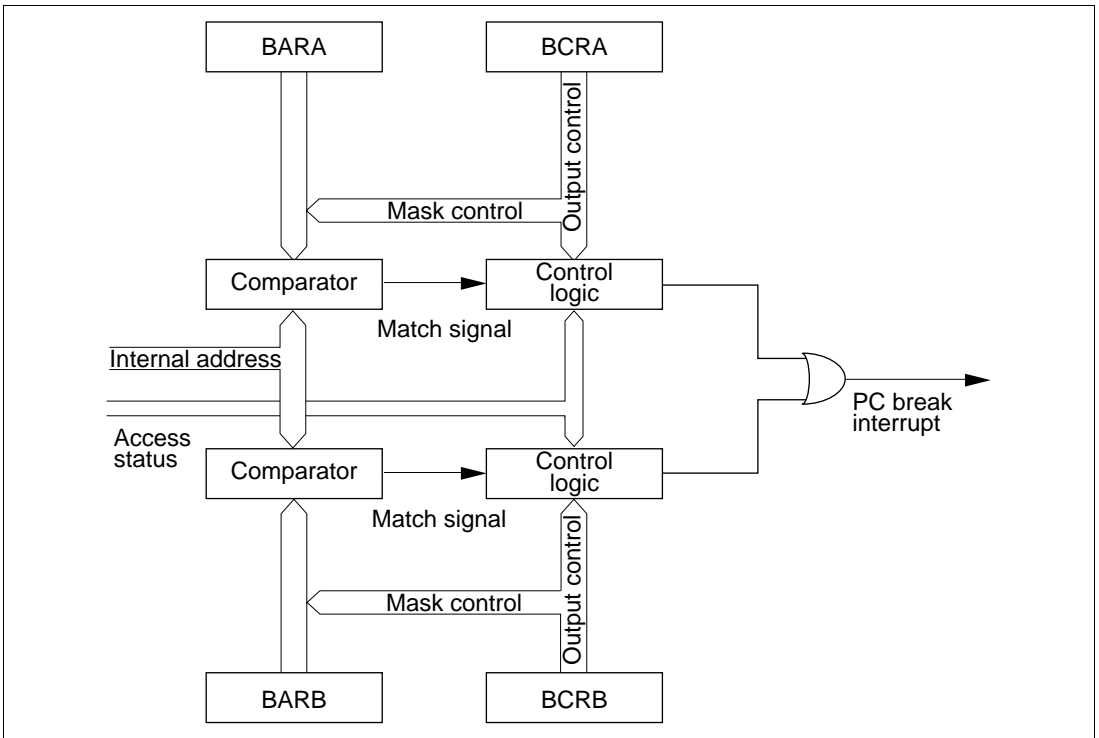 BARA
BCRA
Output control
Mask control
Comparator
Control
logic
Match signal
Internal address
Access
status
PC break
interrupt
Comparator
Control
logic
Match signal
Output control
Mask control
BARB
BCRB